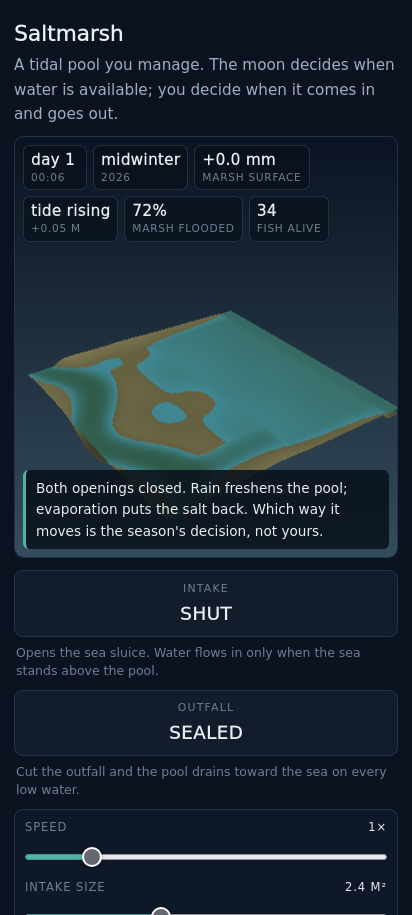 Saltmarsh
A tidal pool you manage. The moon decides when
water is available; you decide when it comes in
and goes out.
day 1
00:06
midwinter
2026
+0.0 mm
MARSH SURFACE
tide rising
+0.05 M
72%
MARSH FLOODED
34
FISH ALIVE
Both openings closed. Rain freshens the pool;
evaporation puts the salt back. Which way it
moves is the season's decision, not yours.
INTAKE
SHUT
Opens the sea sluice. Water flows in only when the sea
stands above the pool.
OUTFALL
SEALED
Cut the outfall and the pool drains toward the sea on every
low water.
SPEED 1×
INTAKE SIZE 2.4 M²